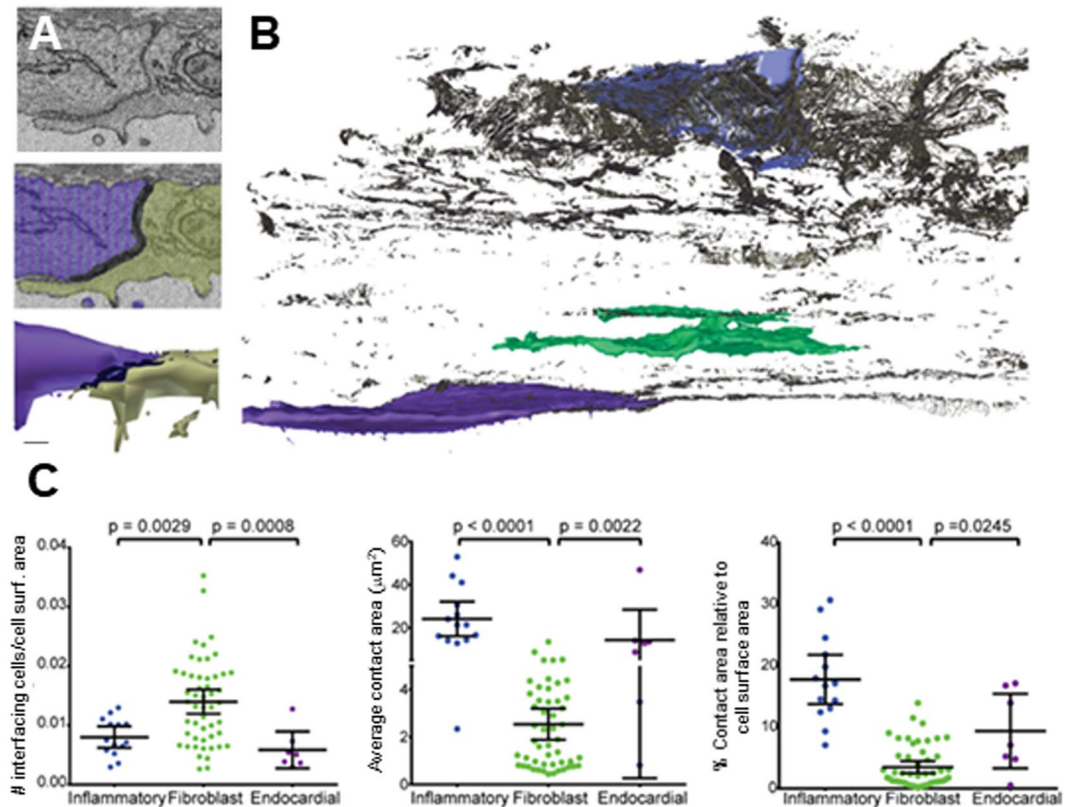 A
B
C
p = 0.0029
p = 0.0008
# interfacing cells/cell surf. area
0.04
0.03
0.02
0.01
0.00
Inflammatory Fibroblast Endocardial
p < 0.0001
p = 0.0022
Average contact area (μm²)
60
40
20
4
2
0
Inflammatory Fibroblast Endocardial
p < 0.0001
p =0.0245
% Contact area relative to
cell surface area
40
30
20
10
0
Inflammatory Fibroblast Endocardial